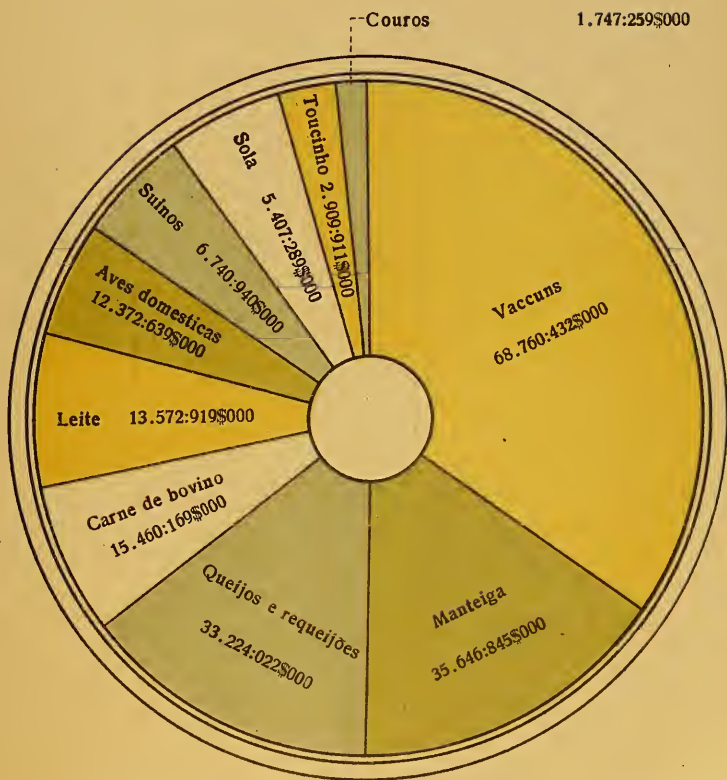 Couros 1.747:259$000
Vaccuns
68.760:432$000
Manteiga
35.646:845$000
Queijos e requeijões
33.224:022$000
Carne de bovino
15.460:169$000
Leite 13.572:919$000
Aves domesticas
12.372:639$000
Suínos 6.740:940$000
Sola 5.407:289$000
Toucinho 2.909:911$000